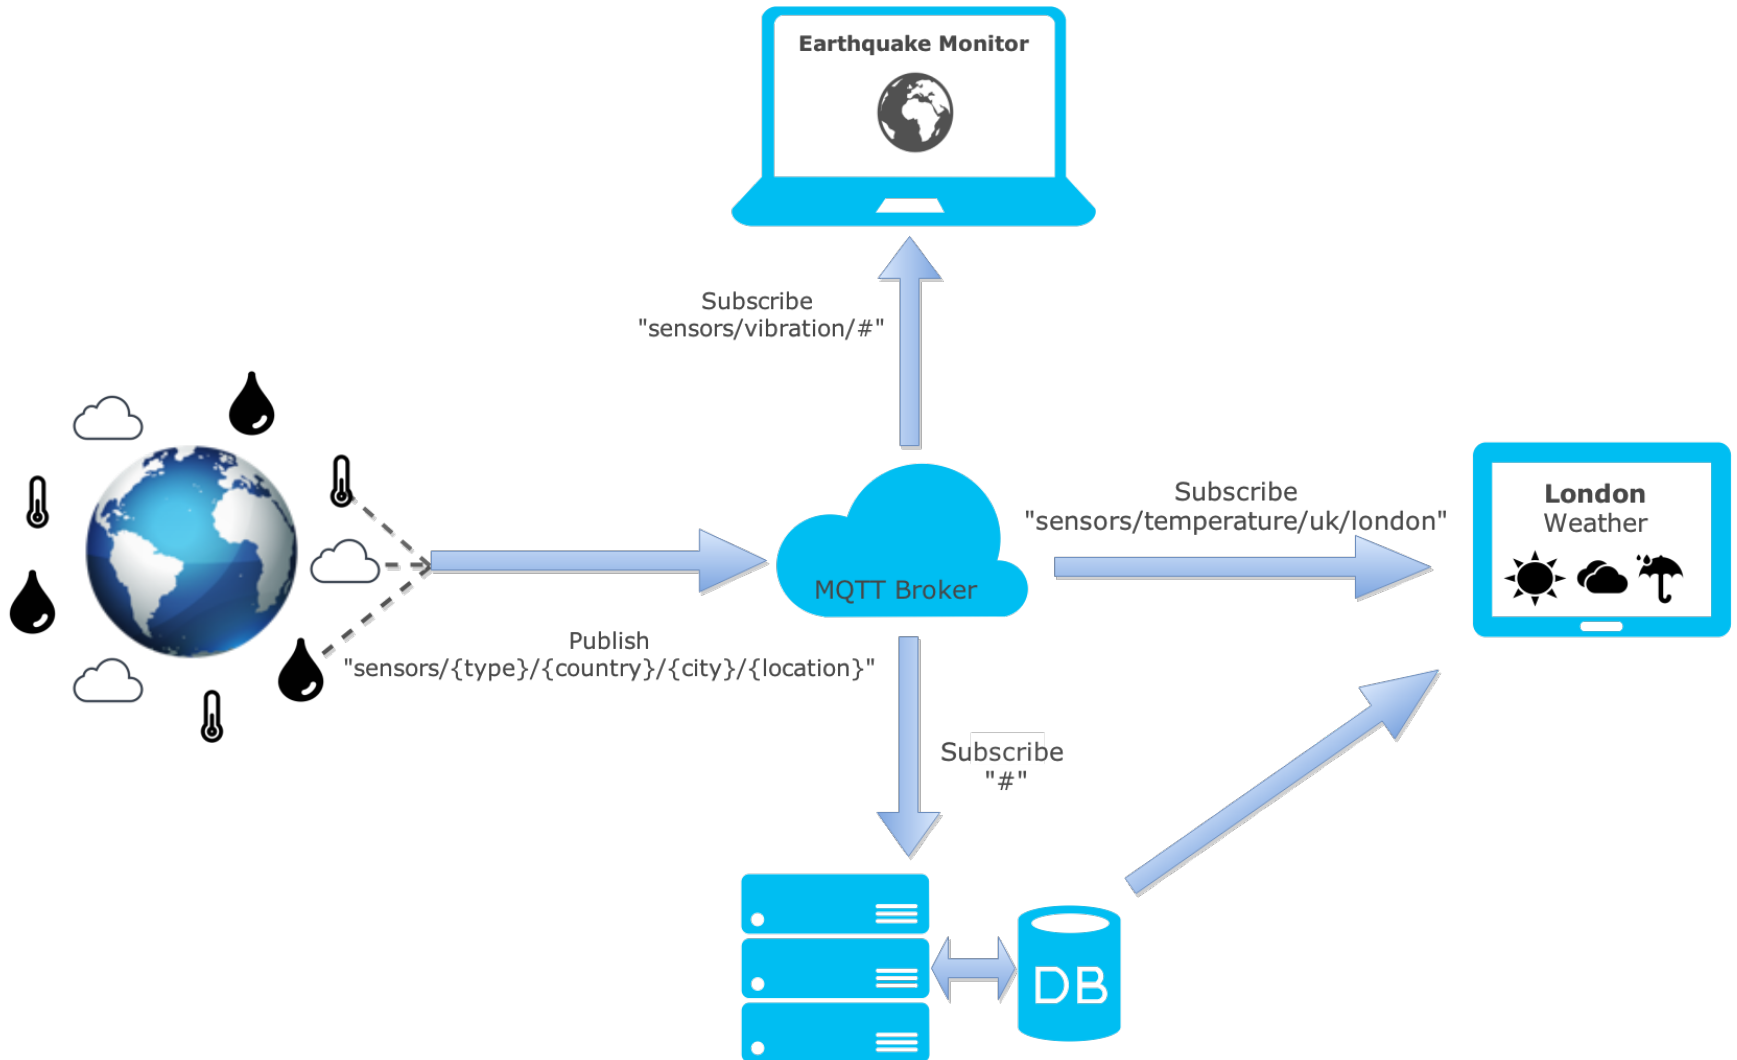 Earthquake Monitor
Subscribe
"sensors/vibration/#"
Subscribe
"sensors/temperature/uk/london"
London
Weather
MQTT Broker
Publish
"sensors/{type}/{country}/{city}/{location}"
Subscribe
"#"
DB